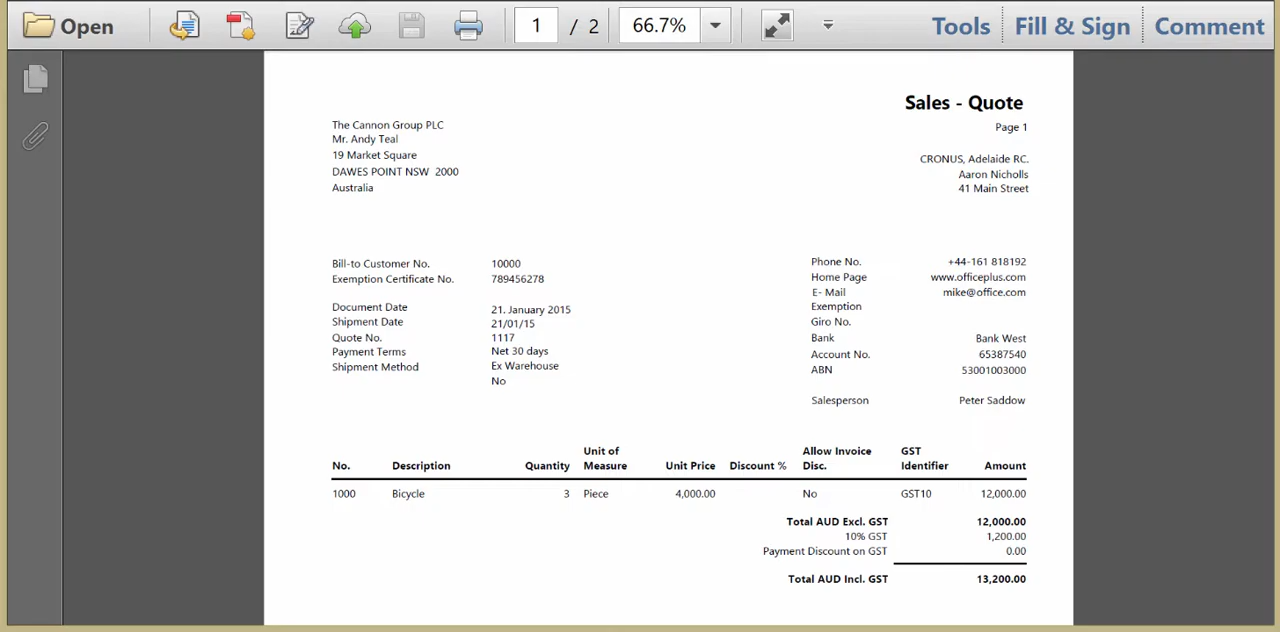 Open
1 / 2
66.7%
Tools
Fill & Sign
Comment
Sales - Quote
Page 1
The Cannon Group PLC
Mr. Andy Teal
19 Market Square
DAWES POINT NSW 2000
Australia
CRONUS, Adelaide RC.
Aaron Nicholls
41 Main Street
Bill-to Customer No. 10000
Exemption Certificate No. 789456278
Document Date 21. January 2015
Shipment Date 21/01/15
Quote No. 1117
Payment Terms Net 30 days
Shipment Method Ex Warehouse
No
Phone No. +44-161 818192
Home Page www.officeplus.com
E- Mail mike@office.com
Exemption
Giro No.
Bank Bank West
Account No. 65387540
ABN 53001003000
Salesperson Peter Saddow
No. Description Quantity Unit of Measure Unit Price Discount % Allow Invoice Disc. GST Identifier Amount
1000 Bicycle 3 Piece 4,000.00 No GST10 12,000.00
Total AUD Excl. GST 12,000.00
10% GST 1,200.00
Payment Discount on GST 0.00
Total AUD Incl. GST 13,200.00